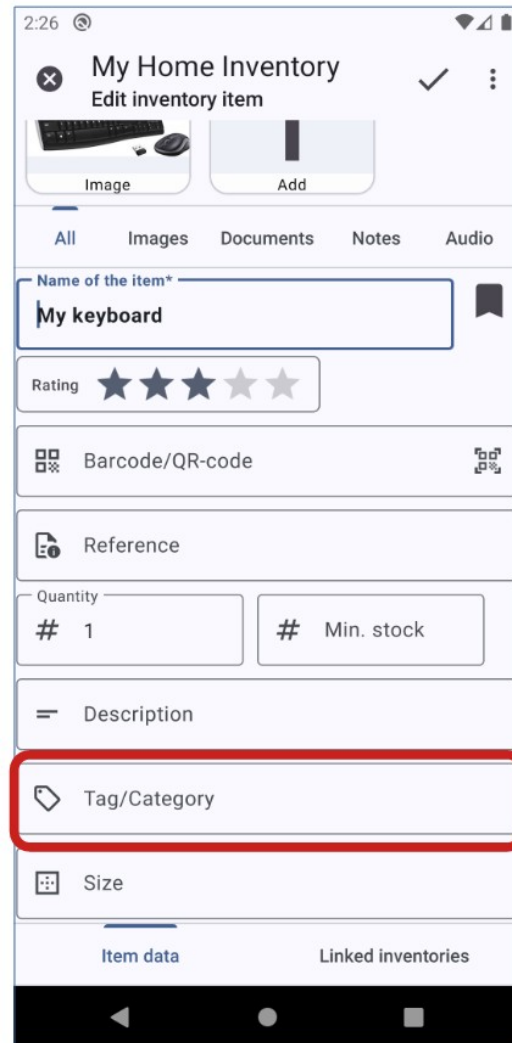 2:26
My Home Inventory
Edit inventory item
Image Add
All Images Documents Notes Audio
Name of the item*
My keyboard
Rating
Barcode/QR-code
Reference
Quantity
# 1 # Min. stock
Description
Tag/Category
Size
Item data Linked inventories